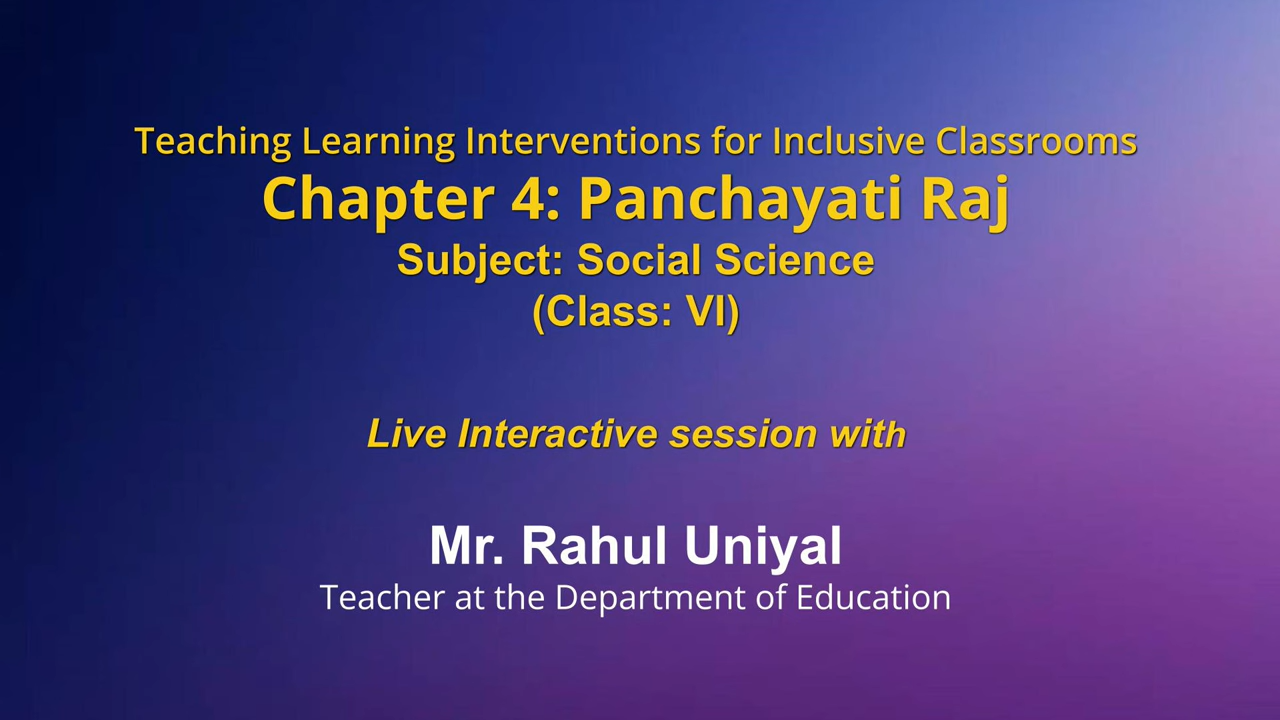 Teaching Learning Interventions for Inclusive Classrooms
Chapter 4: Panchayati Raj
Subject: Social Science
(Class: VI)
Live Interactive session with
Mr. Rahul Uniyal
Teacher at the Department of Education